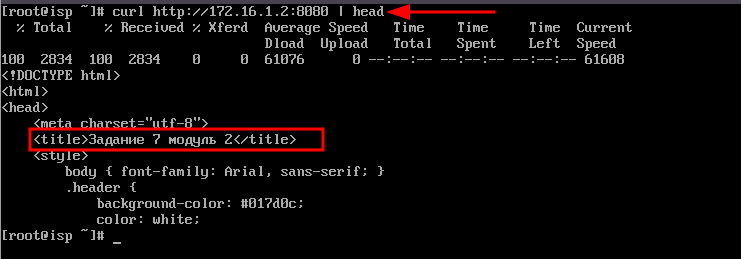 [root@isp ~]# curl http://172.16.1.2:8080 | head
  % Total    % Received % Xferd  Average Speed   Time    Time     Time  Current
                                 Dload  Upload   Total   Spent    Left  Speed
100  2834  100  2834    0     0  61076      0 --:--:-- --:--:-- --:--:-- 61608
<!DOCTYPE html>
<html>
<head>
    <meta charset="utf-8">
    <title>Задание 7 модуль 2</title>
    <style>
        body { font-family: Arial, sans-serif; }
        .header {
            background-color: #017d0c;
            color: white;
[root@isp ~]# _